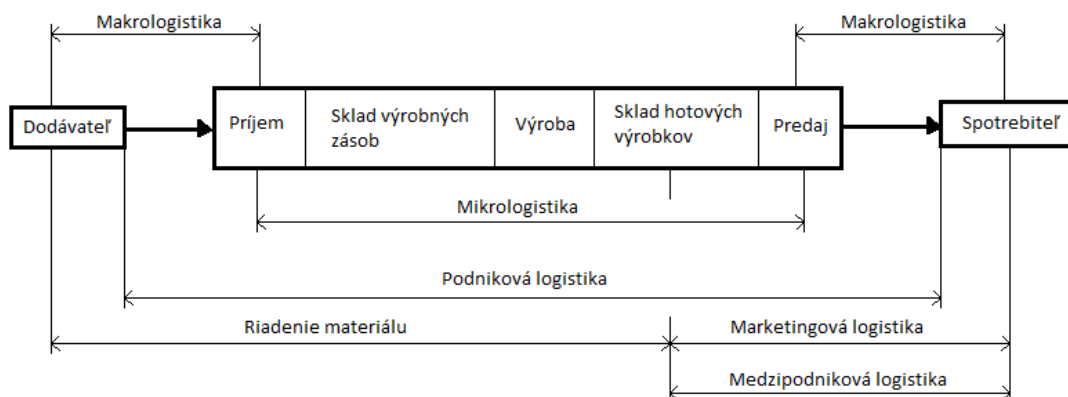 Makrologistika
Makrologistika
Dodávateľ
Príjem
Sklad výrobných
zásob
Výroba
Sklad hotových
výrobkov
Predaj
Spotrebiteľ
Mikrologistika
Podniková logistika
Riadenie materiálu
Marketingová logistika
Medzipodniková logistika